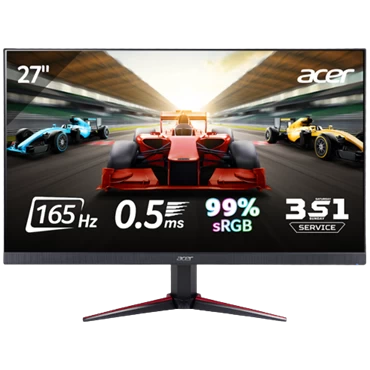 27"
acer
165 Hz
0.5 ms
99%
sRGB
3S1
SERVICE
acer